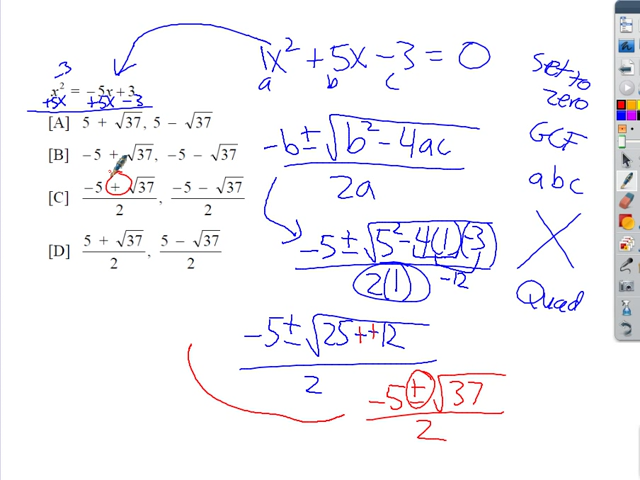 1x² + 5x - 3 = 0
a b c
-3
x² = -5x + 3
+5x +5x -3
[A] 5 + √37, 5 - √37
[B] -5 + √37, -5 - √37
[C] (-5 + √37)/2, (-5 - √37)/2
[D] (5 + √37)/2, (5 - √37)/2
(-b ± √(b² - 4ac))/(2a)
(-5 ± √(5² - 4(1)(-3)))/(2(1))
-12
(-5 ± √(25 + + 12))/2
(-5 ± √37)/2
Set to
zero
GCF
abc
X
Quad